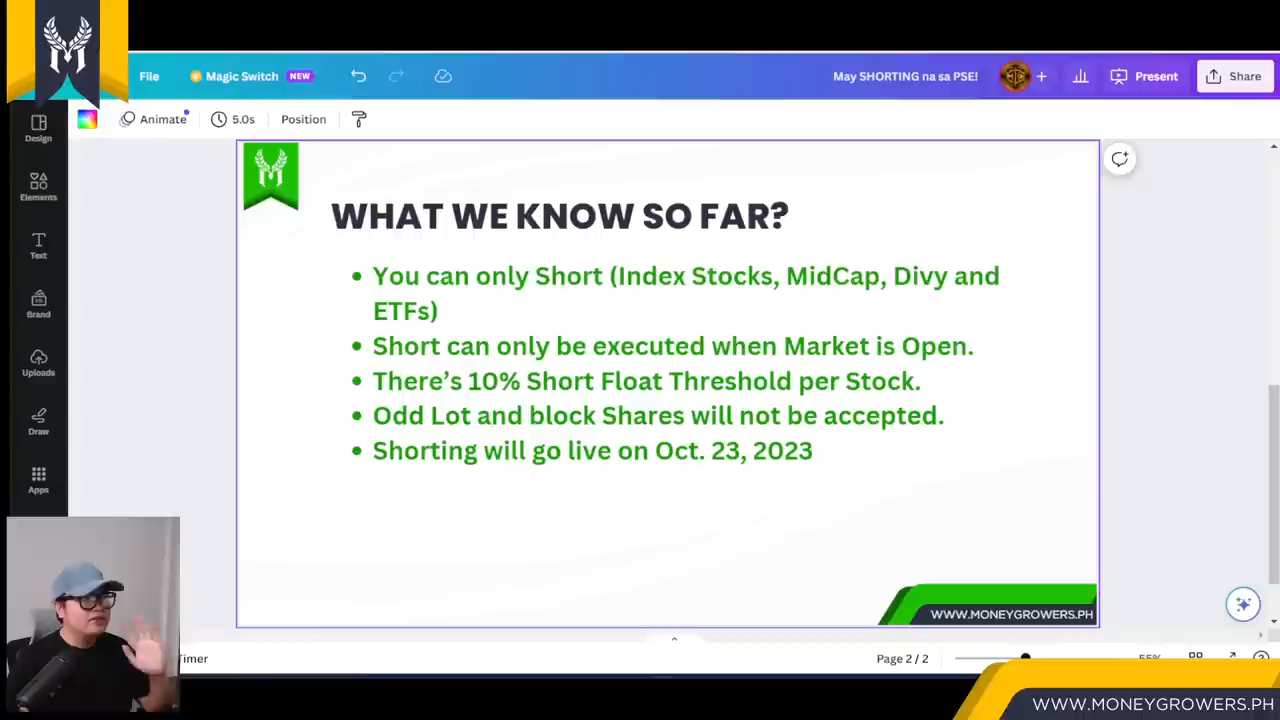 File
Magic Switch NEW
May SHORTING na sa PSE!
Present
Share
Animate
5.0s
Position
Design
Elements
Text
Brand
Uploads
Draw
Apps
WHAT WE KNOW SO FAR?
You can only Short (Index Stocks, MidCap, Divy and
ETFs)
Short can only be executed when Market is Open.
There's 10% Short Float Threshold per Stock.
Odd Lot and block Shares will not be accepted.
Shorting will go live on Oct. 23, 2023
WWW.MONEYGROWERS.PH
Timer
Page 2 / 2
55%
WWW.MONEYGROWERS.PH